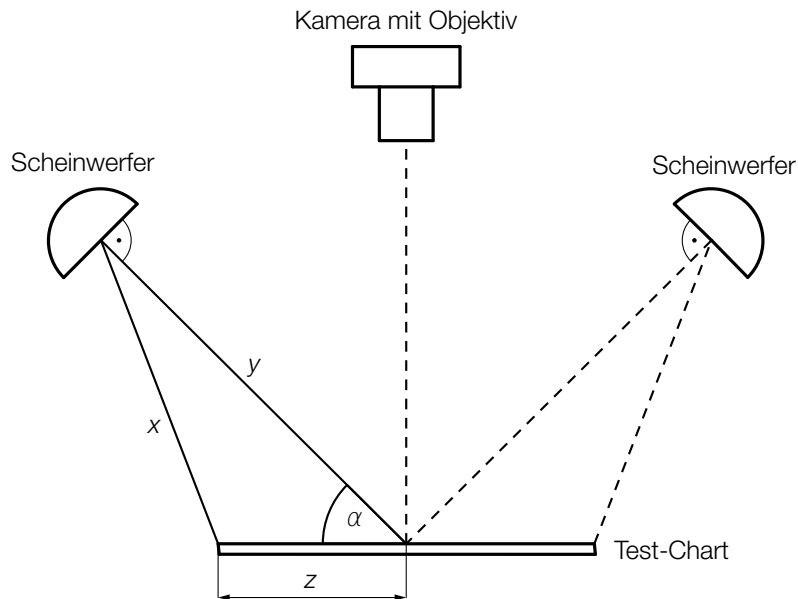 Kamera mit Objektiv
Scheinwerfer
Scheinwerfer
y
x
α
Test-Chart
z